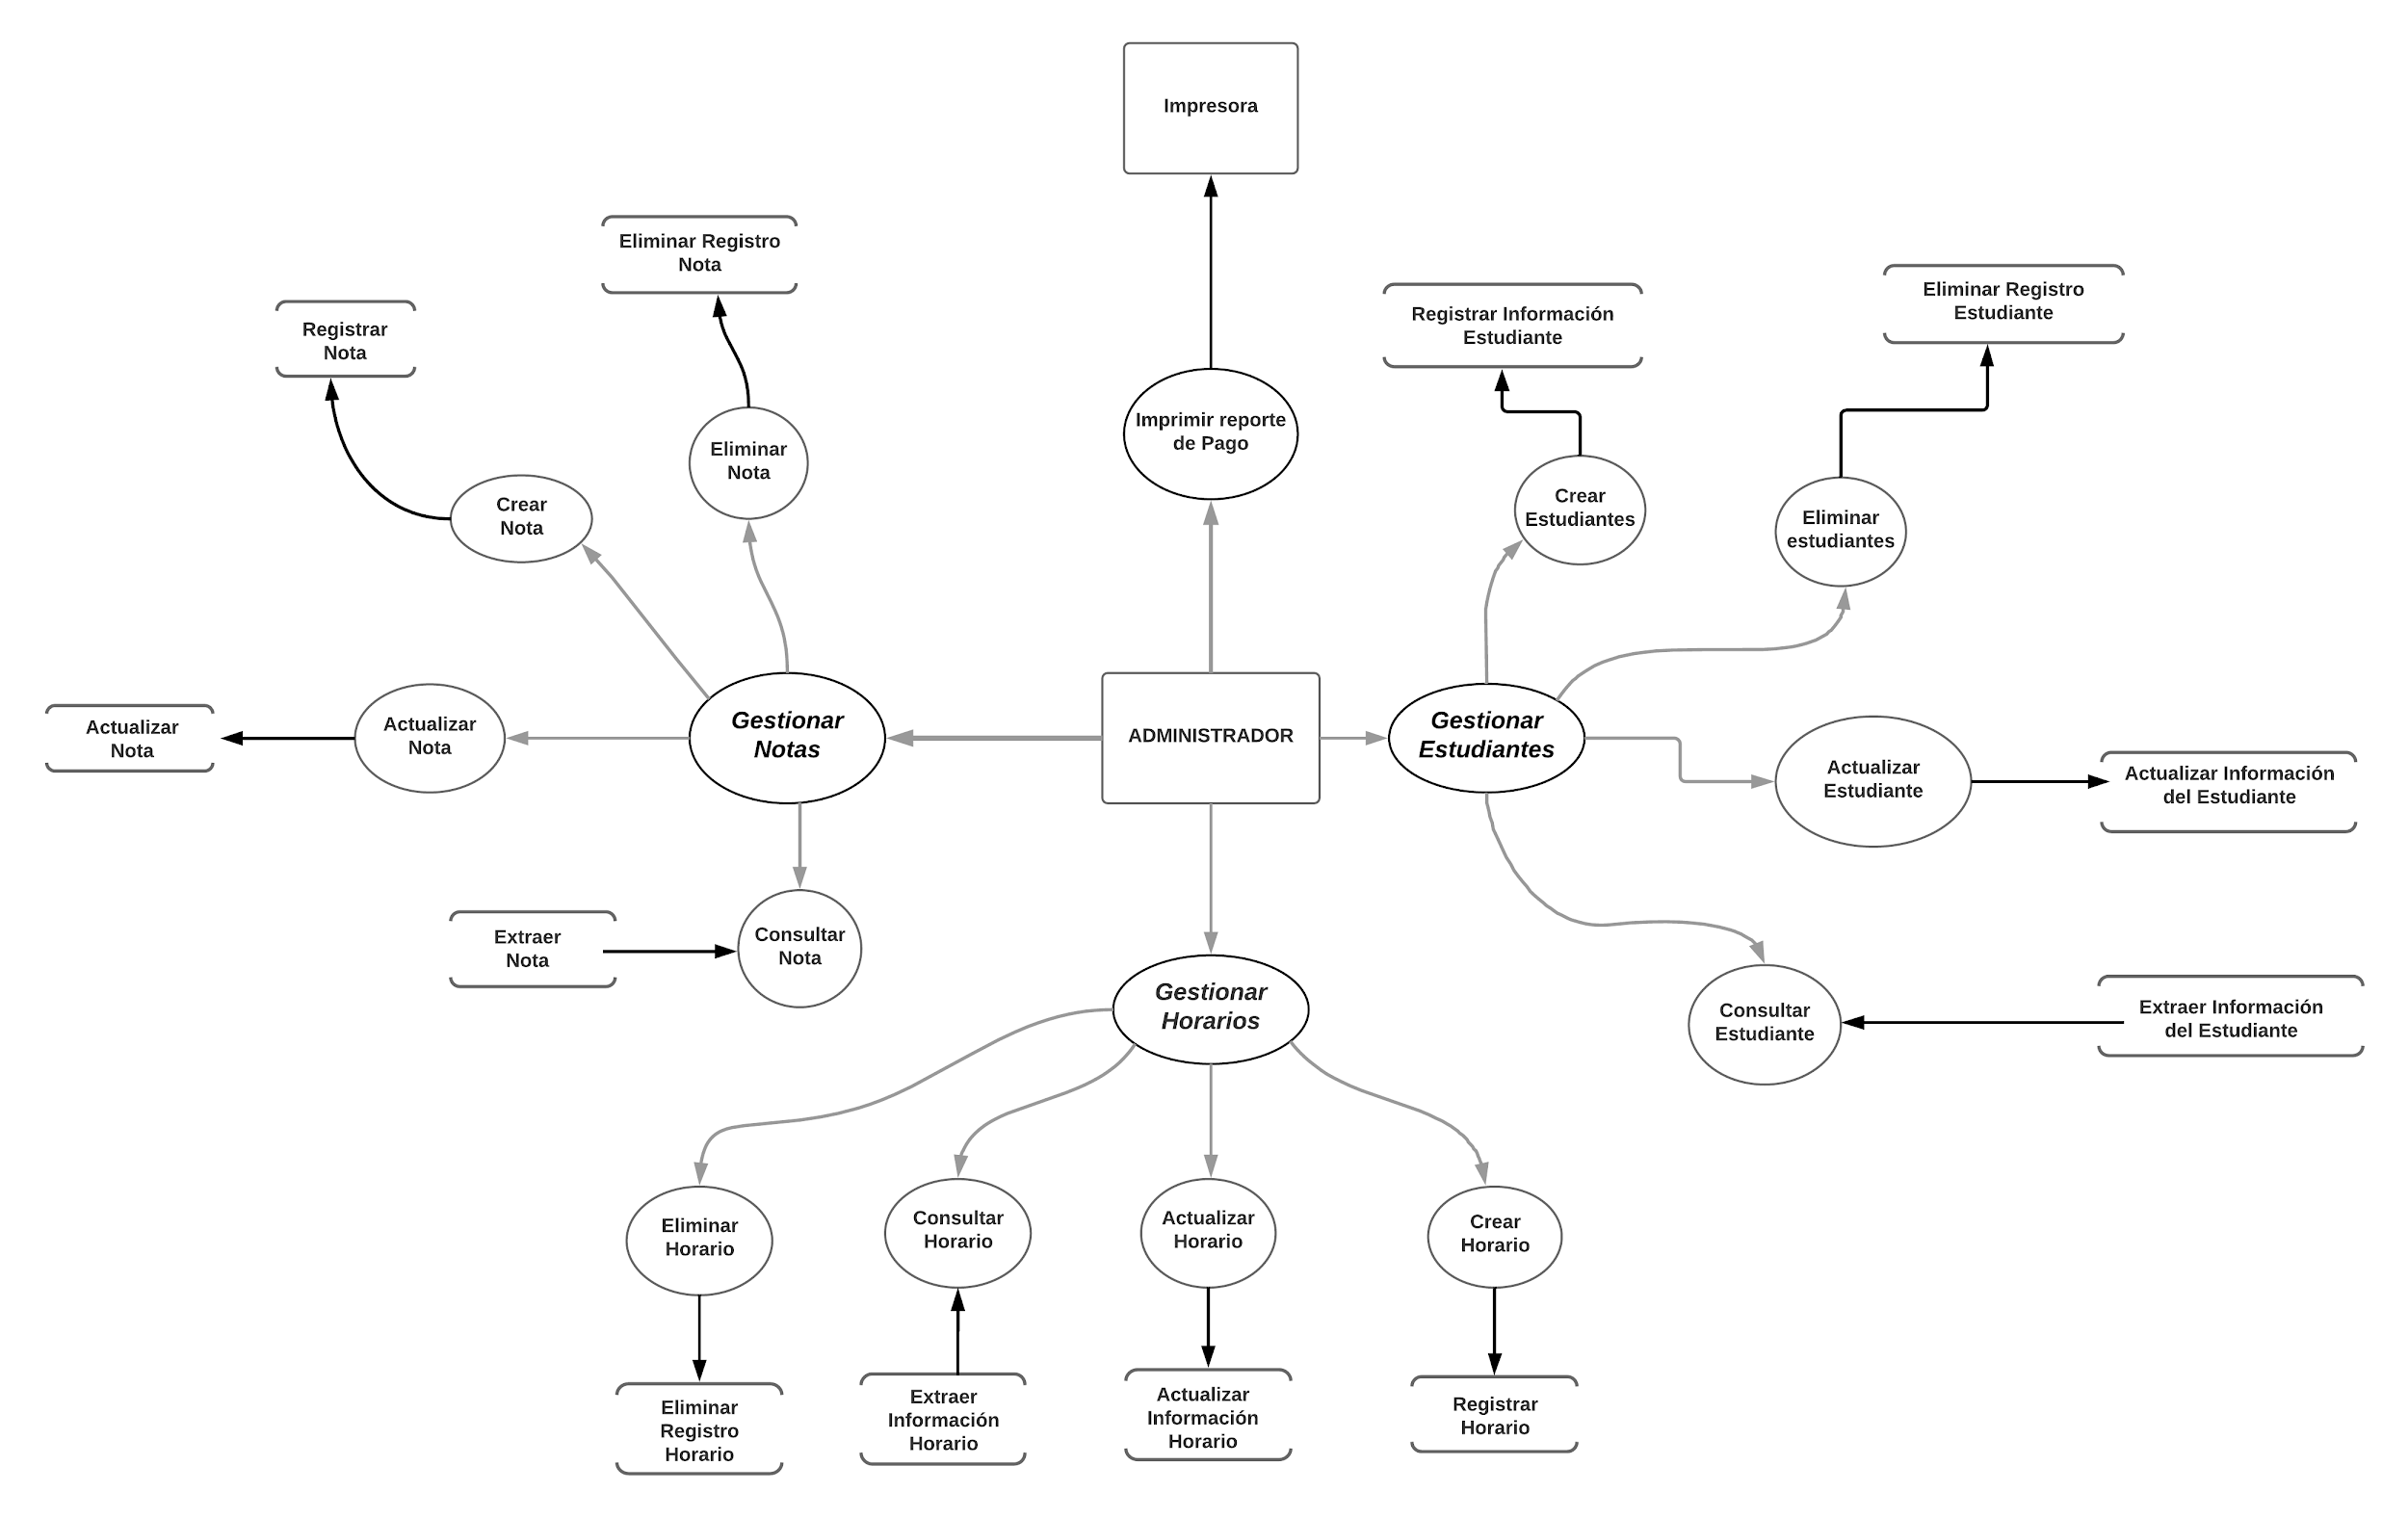 Impresora
Eliminar Registro
Nota
Registrar
Nota
Registrar Información
Estudiante
Eliminar Registro
Estudiante
Imprimir reporte
de Pago
Eliminar
Nota
Crear
Nota
Crear
Estudiantes
Eliminar
estudiantes
Actualizar
Nota
Actualizar
Nota
Gestionar
Notas
ADMINISTRADOR
Gestionar
Estudiantes
Actualizar
Estudiante
Actualizar Información
del Estudiante
Extraer
Nota
Consultar
Nota
Gestionar
Horarios
Consultar
Estudiante
Extraer Información
del Estudiante
Eliminar
Horario
Consultar
Horario
Actualizar
Horario
Crear
Horario
Eliminar
Registro
Horario
Extraer
Información
Horario
Actualizar
Información
Horario
Registrar
Horario